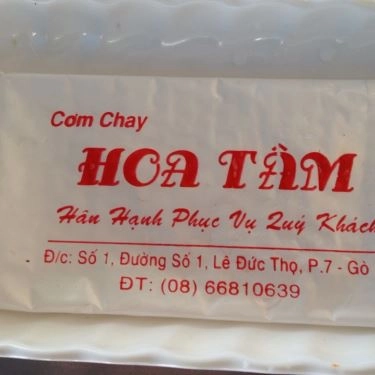 Cơm Chay
HOA TÂM
Hân Hạnh Phục Vụ Quý Khách
Đ/c: Số 1, Đường Số 1, Lê Đức Thọ, P.7 - Gò
ĐT: (08) 66810639